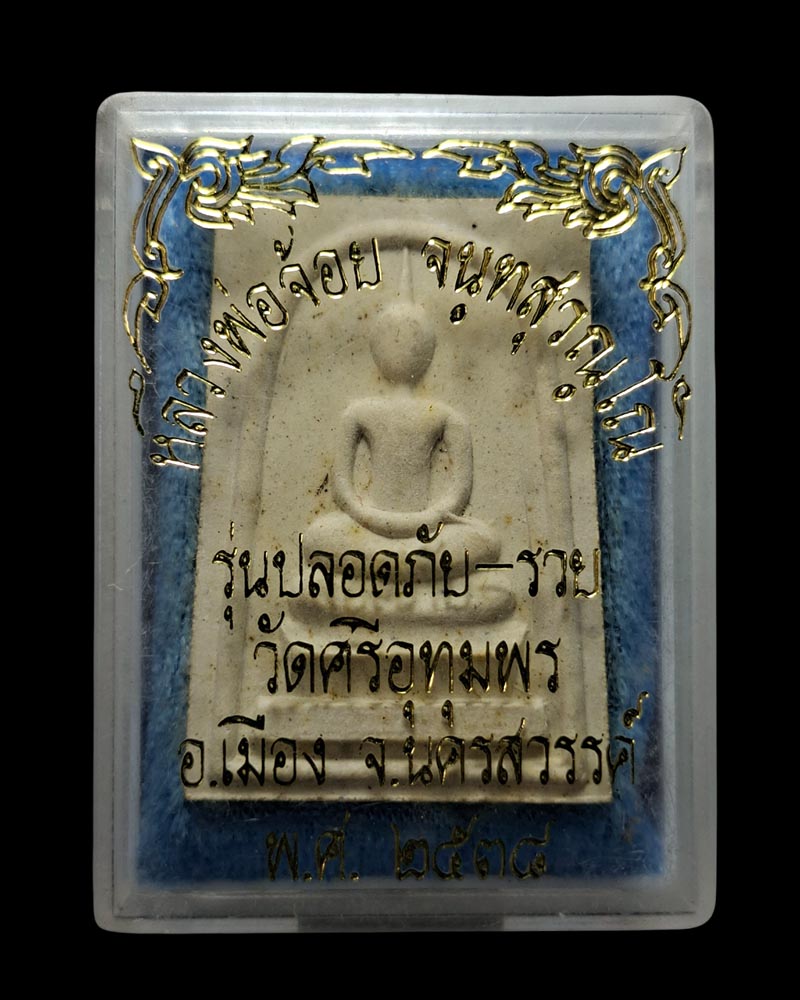 หลวงพ่อจ้อย จนฺทสุวณฺโณ
รุ่นปลอดภัย-รวย
วัดศรีอุทุมพร
อ.เมือง จ.นครสวรรค์
พ.ศ. ๒๕๓๘